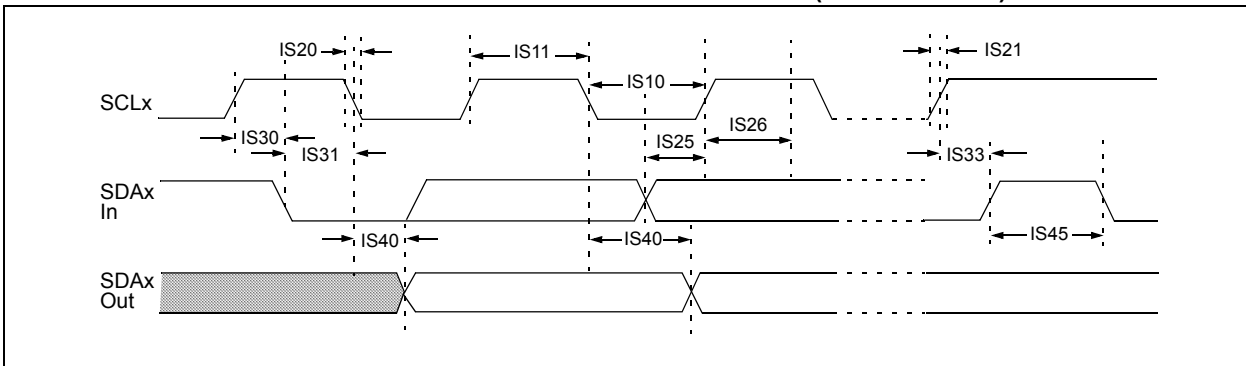 IS20
IS11
IS21
IS10
SCLx
IS30
IS26
IS25
IS31
IS33
SDAx
In
IS40
IS40
IS45
SDAx
Out